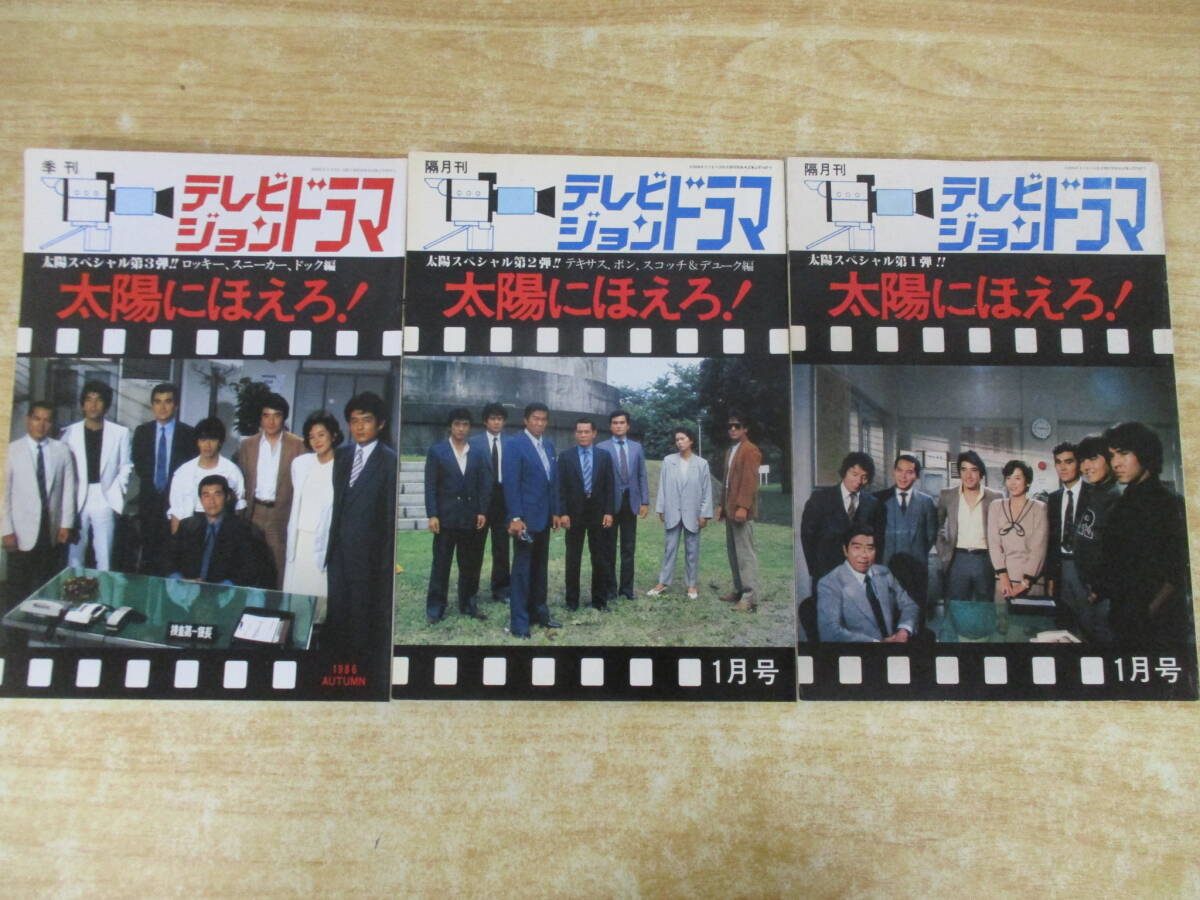 季刊
テレビ
ジョンドラマ
太陽スペシャル第3弾!! ロッキー、スニーカー、ドック編
太陽にほえろ!
捜査第一係長
1986
AUTUMN
隔月刊
テレビ
ジョンドラマ
太陽スペシャル第2弾!! テキサス、ボン、スコッチ&デューク編
太陽にほえろ!
1月号
隔月刊
テレビ
ジョンドラマ
太陽スペシャル第1弾!!
太陽にほえろ!
1月号